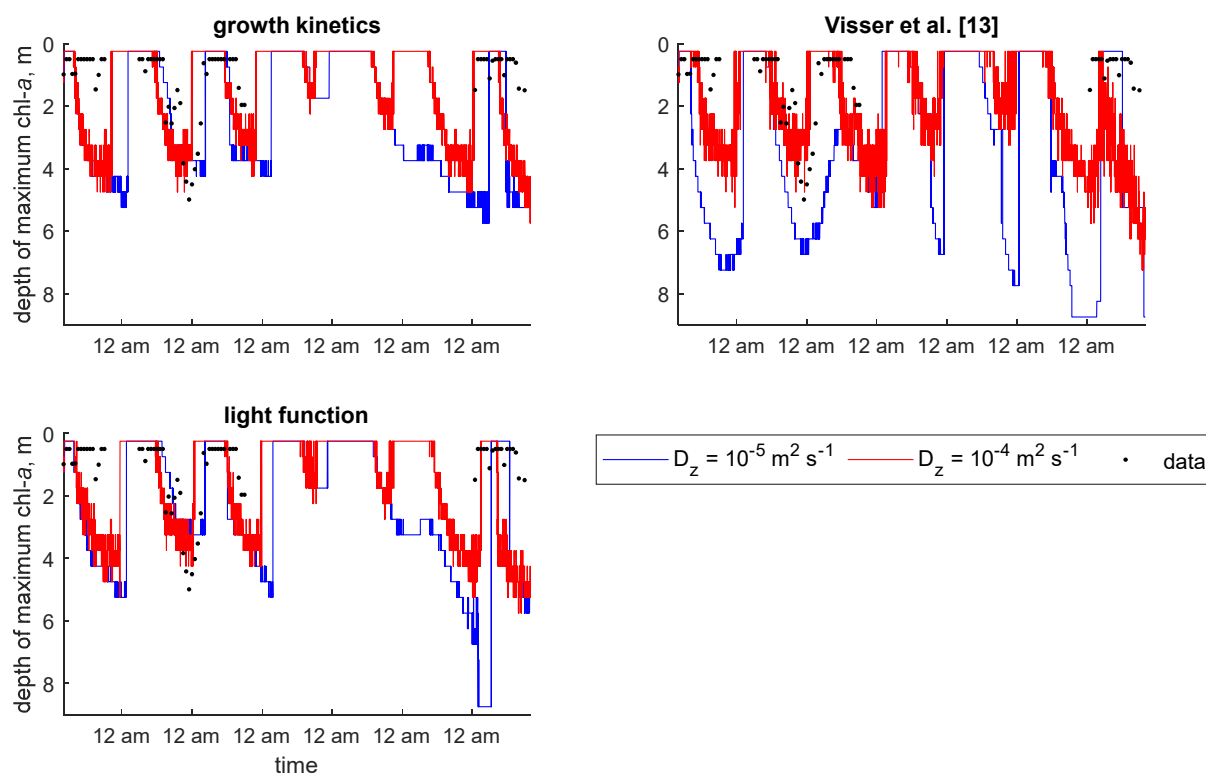 growth kinetics
depth of maximum chl-a, m
0
2
4
6
8
12 am 12 am 12 am 12 am 12 am 12 am
Visser et al. [13]
0
2
4
6
8
12 am 12 am 12 am 12 am 12 am 12 am
light function
depth of maximum chl-a, m
0
2
4
6
8
12 am 12 am 12 am 12 am 12 am 12 am
time
D_z = 10^-5 m^2 s^-1 D_z = 10^-4 m^2 s^-1 data